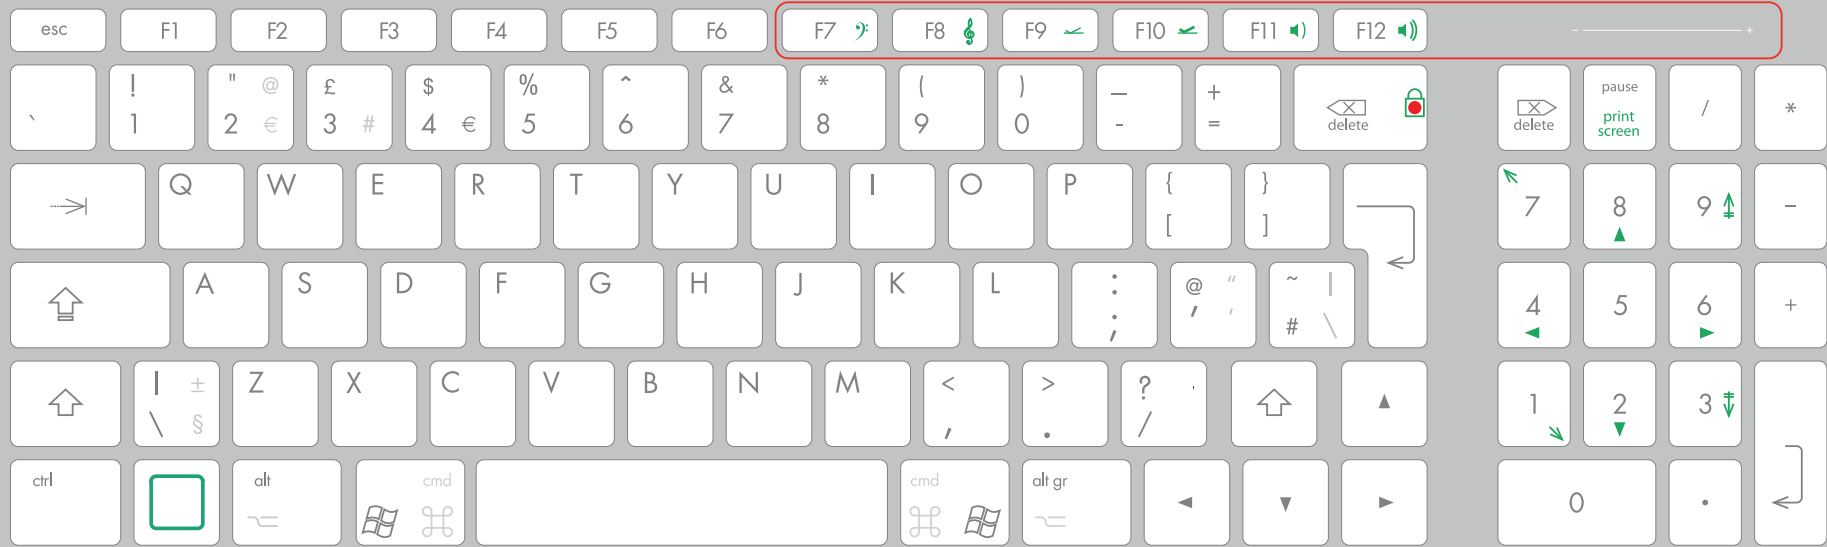 esc F1 F2 F3 F4 F5 F6 F7 F8 F9 F10 F11 F12 - +
! " @ £ $ % ^ & * ( ) — +
` 1 2 € 3 # 4 € 5 6 7 8 9 0 - = delete delete pause print screen / *
Q W E R T Y U I O P { [ } ] 7 8 9 -
A S D F G H J K L : ; @ ' “ ‘ ~ | # \ 4 5 6 +
| ± \ § Z X C V B N M < , > . ? / 1 2 3
ctrl alt cmd cmd alt gr 0 .